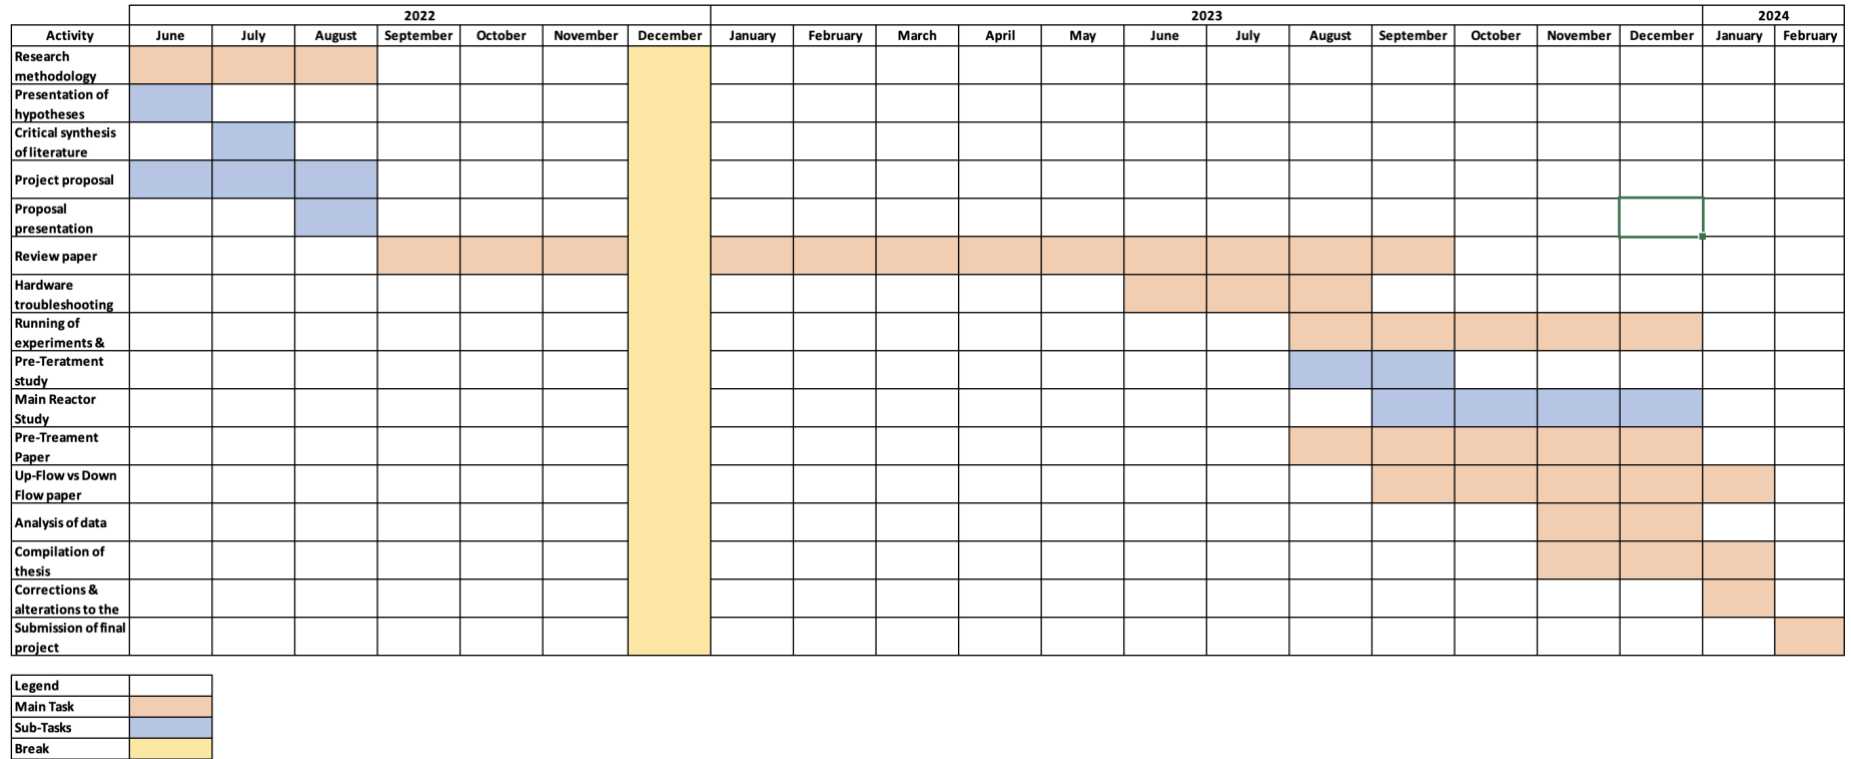 2022 2023 2024
Activity June July August September October November December January February March April May June July August September October November December January February
Research
methodology
Presentation of
hypotheses
Critical synthesis
of literature
Project proposal
Proposal
presentation
Review paper
Hardware
troubleshooting
Running of
experiments &
Pre-Teratment
study
Main Reactor
Study
Pre-Treament
Paper
Up-Flow vs Down
Flow paper
Analysis of data
Compilation of
thesis
Corrections &
alterations to the
Submission of final
project
Legend
Main Task
Sub-Tasks
Break